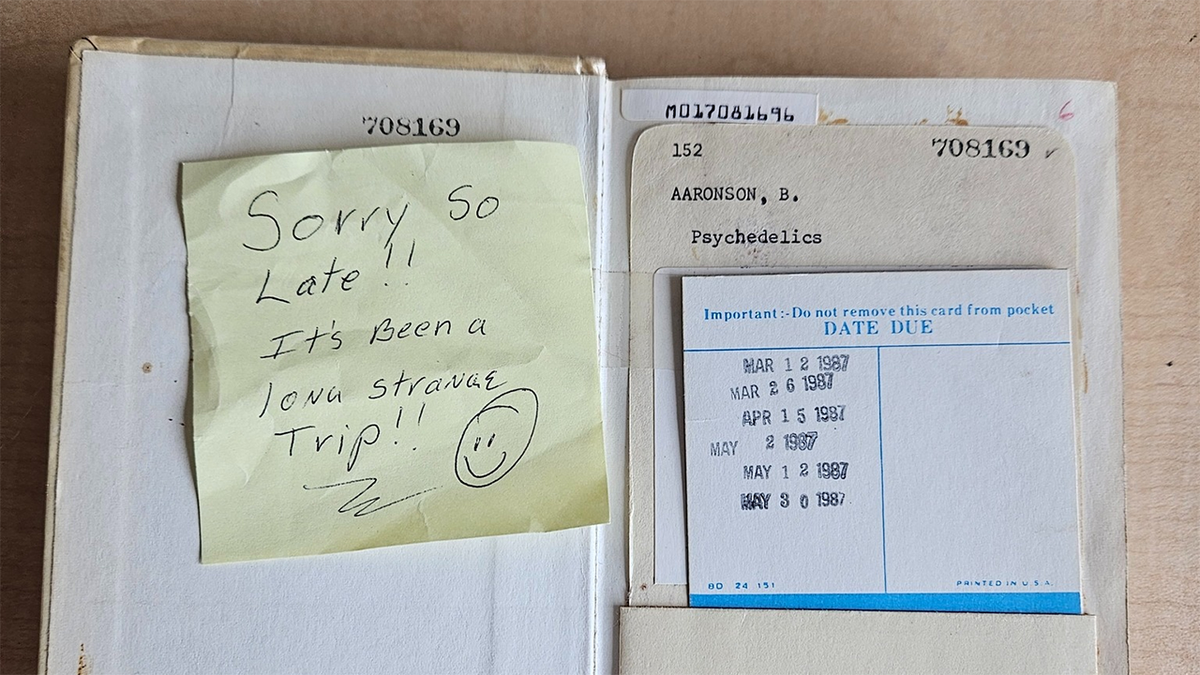 708169
Sorry So
Late!!
It's Been a
long strange
Trip!!
M017081696
6
152
708169
AARONSON, B.
Psychedelics
Important:-Do not remove this card from pocket
DATE DUE
MAR 12 1987
MAR 26 1987
APR 15 1987
MAY 2 1987
MAY 12 1987
MAY 30 1987
BD 24 151
PRINTED IN U.S.A.